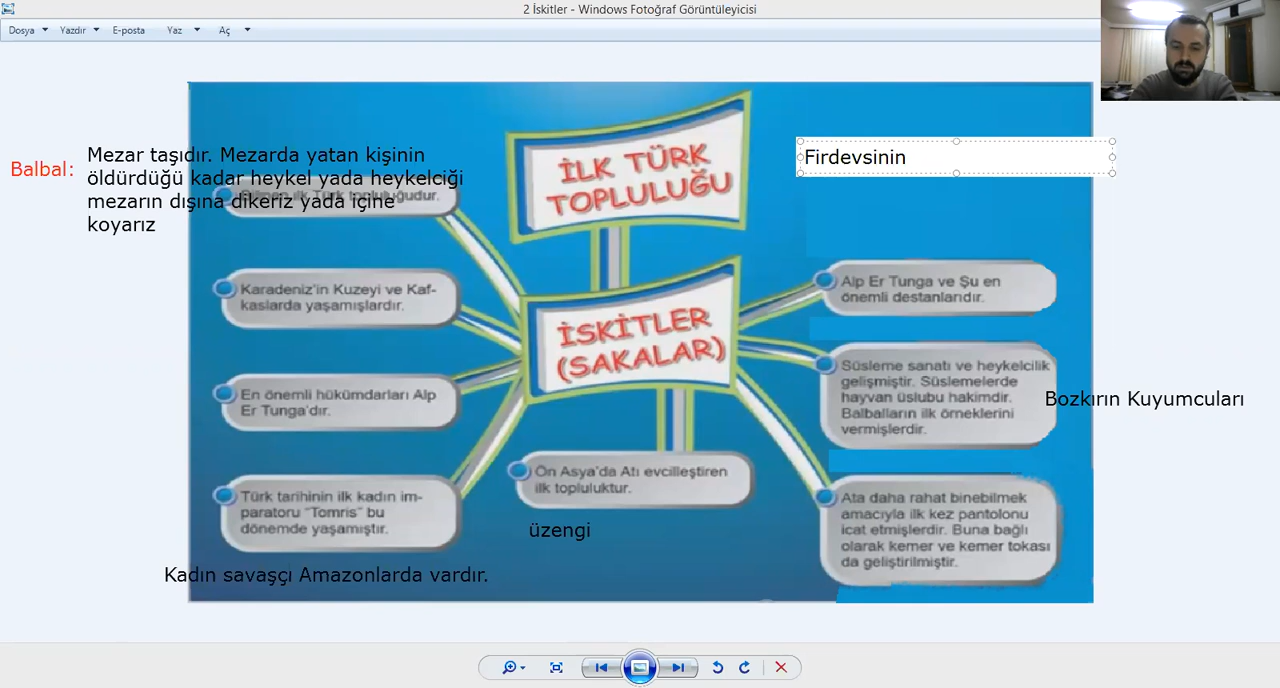 2 İskitler - Windows Fotoğraf Görüntüleyicisi
Dosya Yazdır E-posta Yaz Aç
Balbal:
Mezar taşıdır. Mezarda yatan kişinin
öldürdüğü kadar heykel yada heykelciği
mezarın dışına dikeriz yada içine
koyarız
ilk Türk topluluğudur.
İLK TÜRK
TOPLULUĞU
Firdevsinin
Karadeniz'in Kuzeyi ve Kaf-
kaslarda yaşamışlardır.
En önemli hükümdarları Alp
Er Tunga'dır.
Türk tarihinin ilk kadın im-
paratoru "Tomris" bu
dönemde yaşamıştır.
Kadın savaşçı Amazonlarda vardır.
İSKİTLER
(SAKALAR)
Ön Asya'da Atı evcilleştiren
ilk topluluktur.
üzengi
Alp Er Tunga ve Şu en
önemli destanlarıdır.
Süsleme sanatı ve heykelcilik
gelişmiştir. Süslemelerde
hayvan üslubu hakimdir.
Balbalların ilk örneklerini
vermişlerdir.
Bozkırın Kuyumcuları
Ata daha rahat binebilmek
amacıyla ilk kez pantolonu
icat etmişlerdir. Buna bağlı
olarak kemer ve kemer tokası
da geliştirilmiştir.